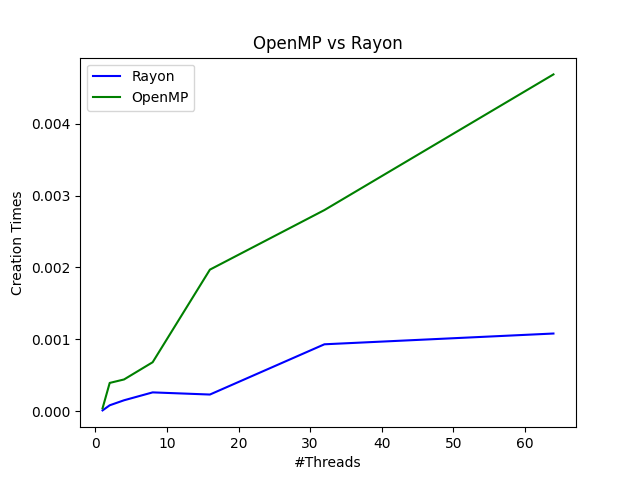 OpenMP vs Rayon
Rayon
OpenMP
Creation Times
0.004
0.003
0.002
0.001
0.000
0 10 20 30 40 50 60
#Threads